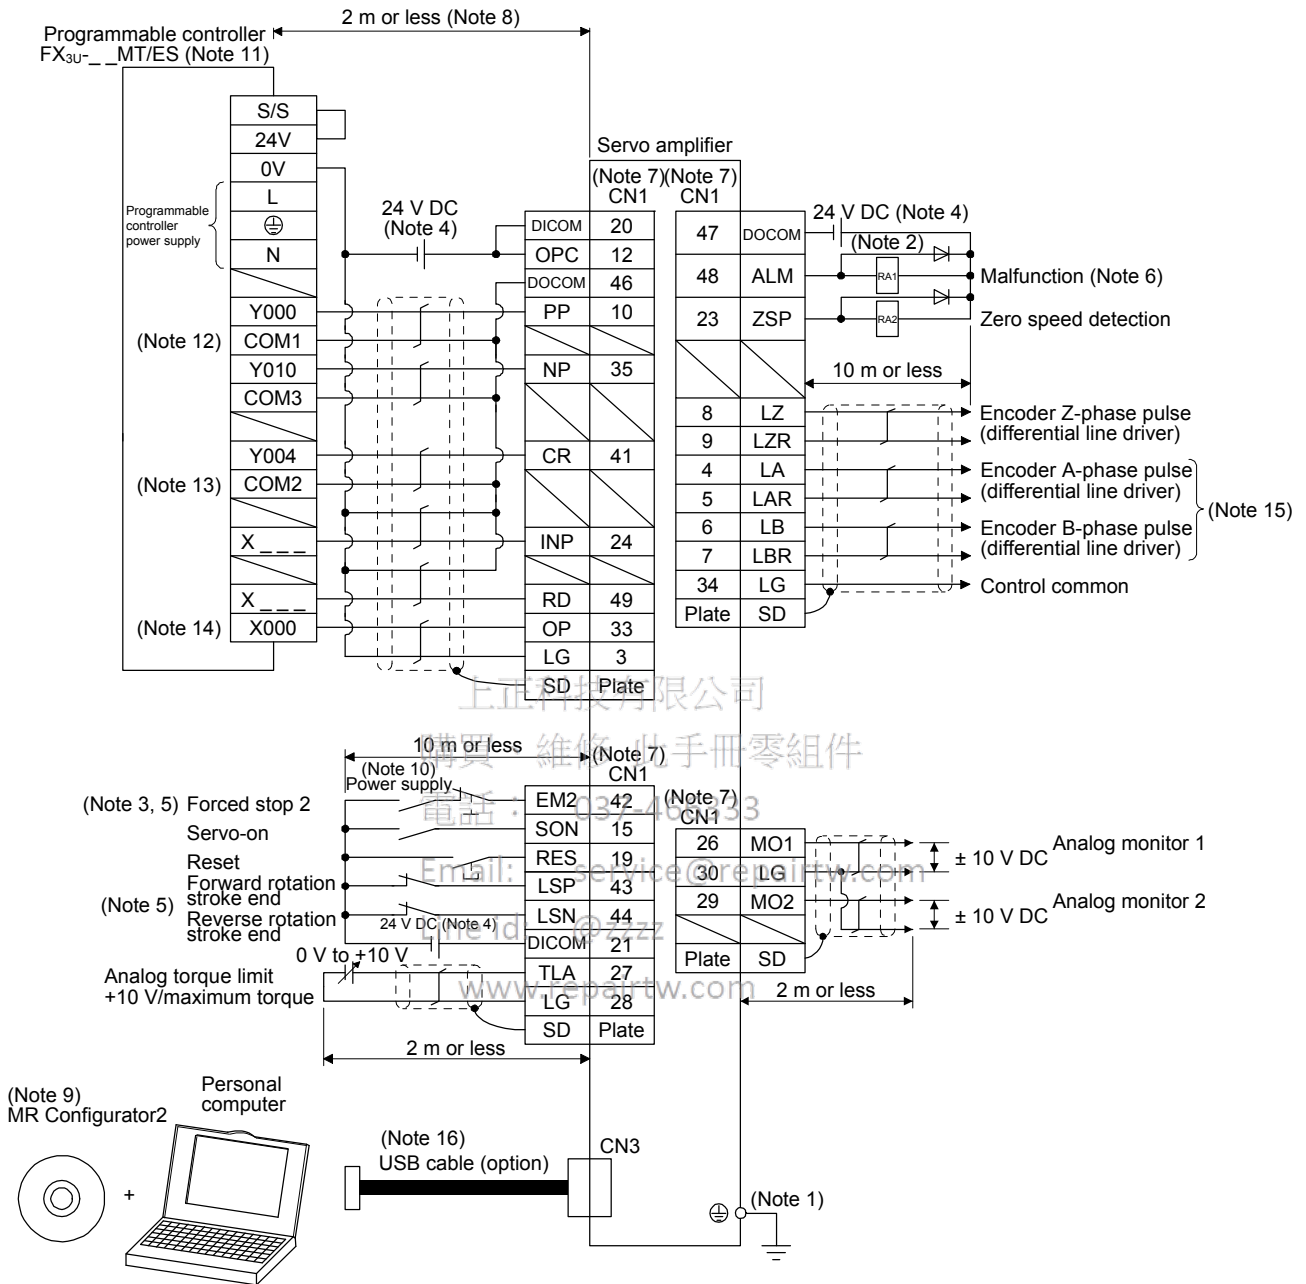 2 m or less (Note 8)
Programmable controller
FX3U-_ _MT/ES (Note 11)
S/S
24V
0V
L
N
Programmable
controller
power supply
Y000
(Note 12) COM1
Y010
COM3
Y004
(Note 13) COM2
X _ _ _
X _ _ _
(Note 14) X000
24 V DC
(Note 4)
Servo amplifier
(Note 7)
CN1
DICOM 20
OPC 12
DOCOM 46
PP 10
NP 35
CR 41
INP 24
RD 49
OP 33
LG 3
SD Plate
(Note 7)
CN1
47 DOCOM
48 ALM
23 ZSP
8 LZ
9 LZR
4 LA
5 LAR
6 LB
7 LBR
34 LG
Plate SD
24 V DC (Note 4)
(Note 2)
RA1
Malfunction (Note 6)
RA2
Zero speed detection
10 m or less
Encoder Z-phase pulse
(differential line driver)
Encoder A-phase pulse
(differential line driver)
Encoder B-phase pulse
(differential line driver)
(Note 15)
Control common
上正科技有限公司
購買 維修 此手冊零組件
電話： 037-466333
Email: service@repairtw.com
Line id: @zzzz
www.repairtw.com
10 m or less
(Note 10)
Power supply
(Note 3, 5) Forced stop 2
Servo-on
Reset
Forward rotation
stroke end
(Note 5)
Reverse rotation
stroke end
24 V DC (Note 4)
0 V to +10 V
Analog torque limit
+10 V/maximum torque
2 m or less
(Note 7)
CN1
EM2 42
SON 15
RES 19
LSP 43
LSN 44
DICOM 21
TLA 27
LG 28
SD Plate
(Note 7)
CN1
26 MO1
30 LG
29 MO2
Plate SD
± 10 V DC
Analog monitor 1
± 10 V DC
Analog monitor 2
2 m or less
(Note 9)
MR Configurator2
+
Personal
computer
(Note 16)
USB cable (option)
CN3
(Note 1)